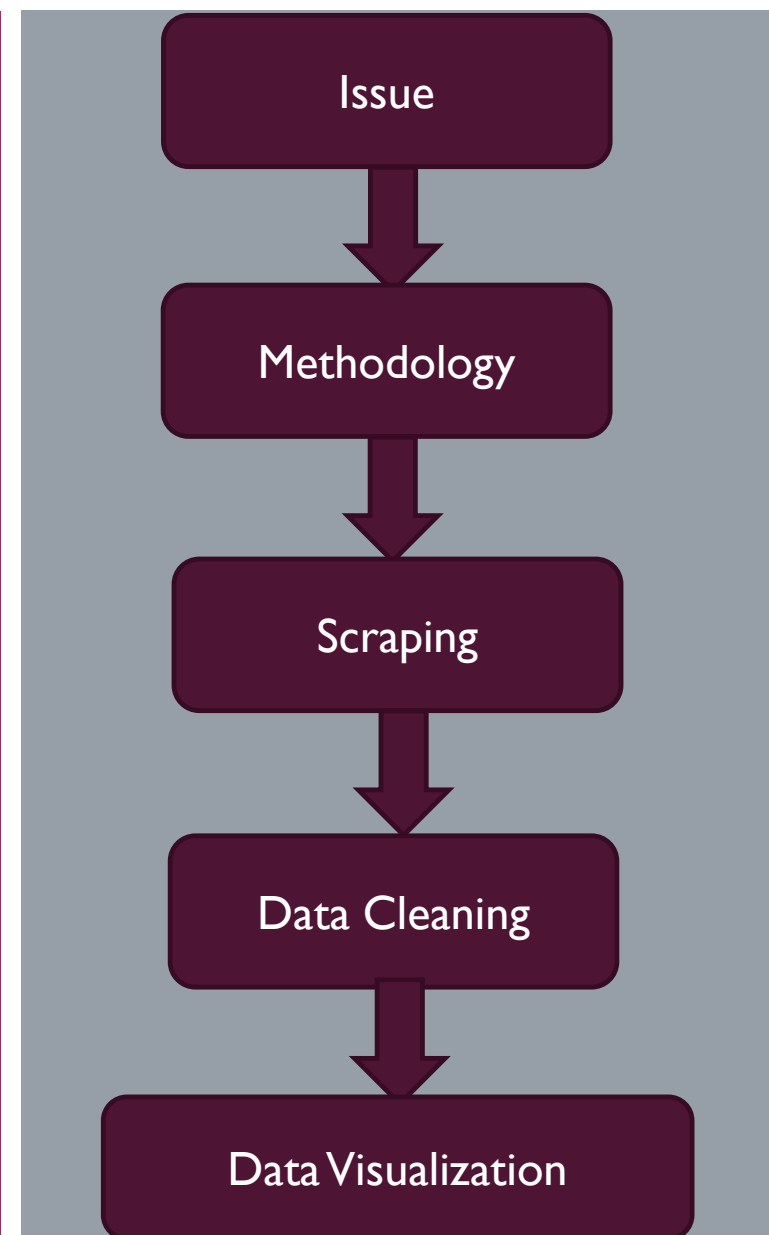 Issue
Methodology
Scraping
Data Cleaning
Data Visualization